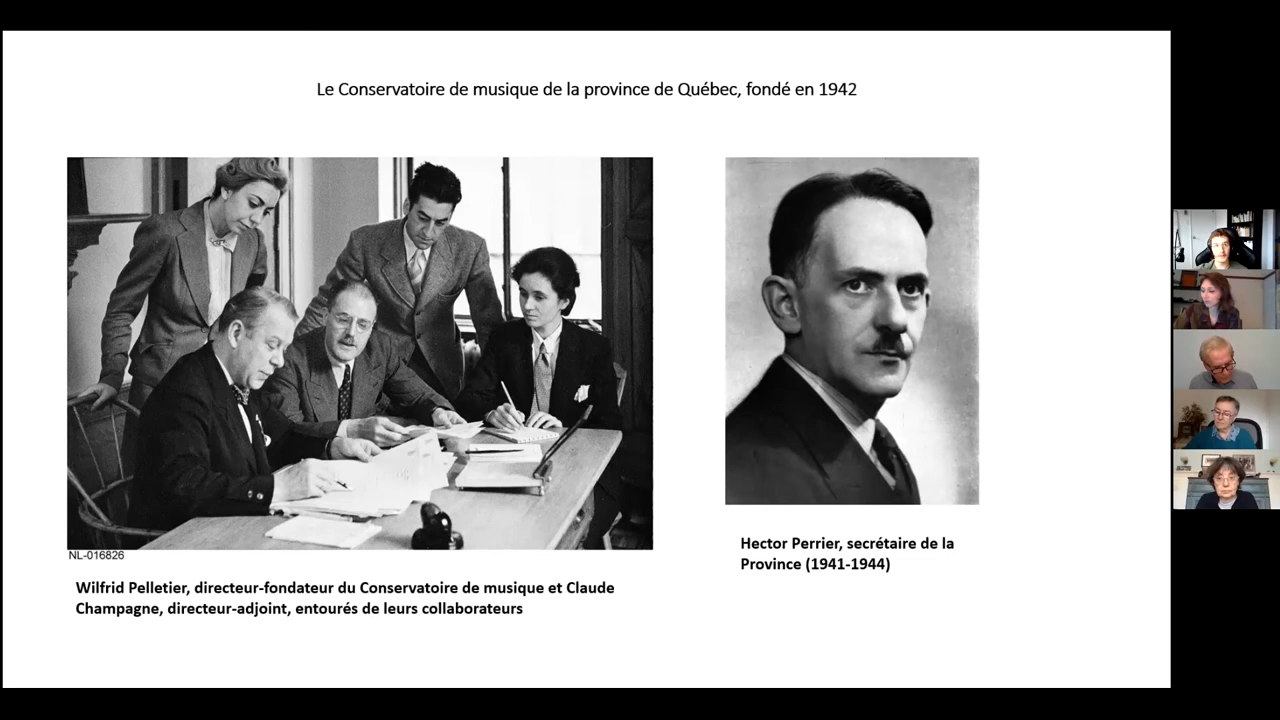 Le Conservatoire de musique de la province de Québec, fondé en 1942
NL-016826
Wilfrid Pelletier, directeur-fondateur du Conservatoire de musique et Claude
Champagne, directeur-adjoint, entourés de leurs collaborateurs
Hector Perrier, secrétaire de la
Province (1941-1944)